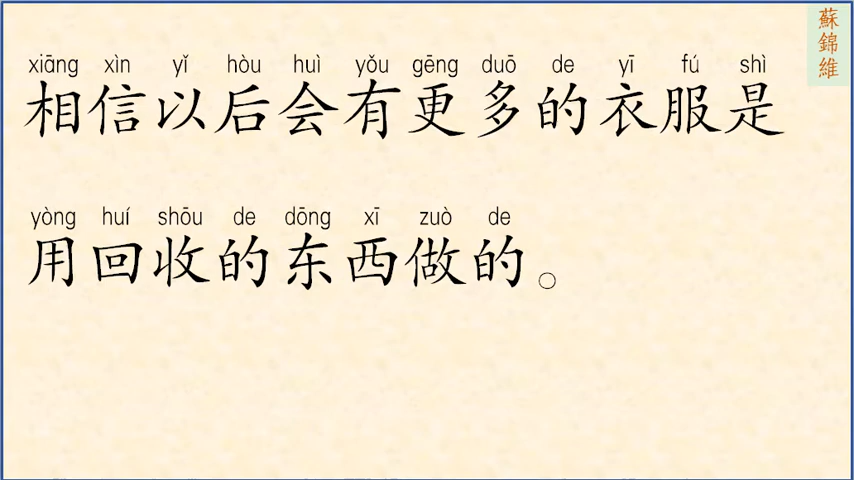 xiāng xìn yǐ hòu huì yǒu gēng duō de yī fú shì
相信以后会有更多的衣服是
yòng huí shōu de dōng xī zuò de
用回收的东西做的。
蘇錦維